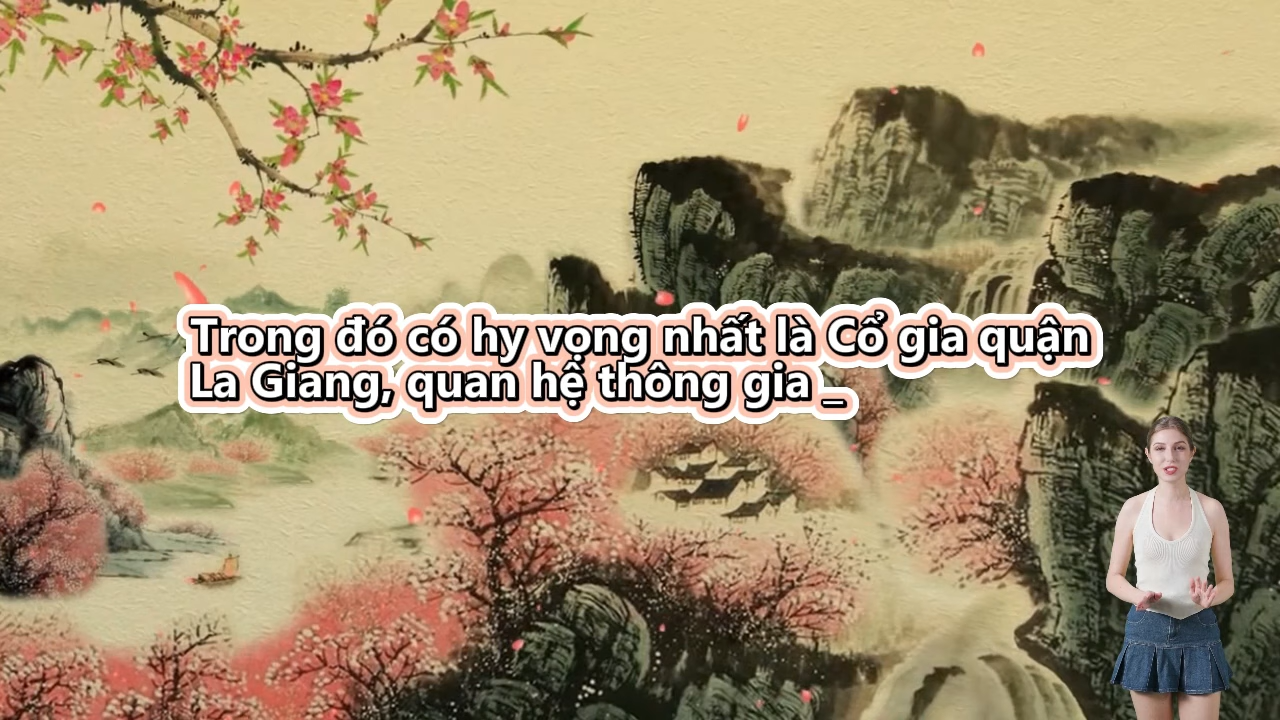 Trong đó có hy vọng nhất là Cổ gia quận
La Giang, quan hệ thông gia _